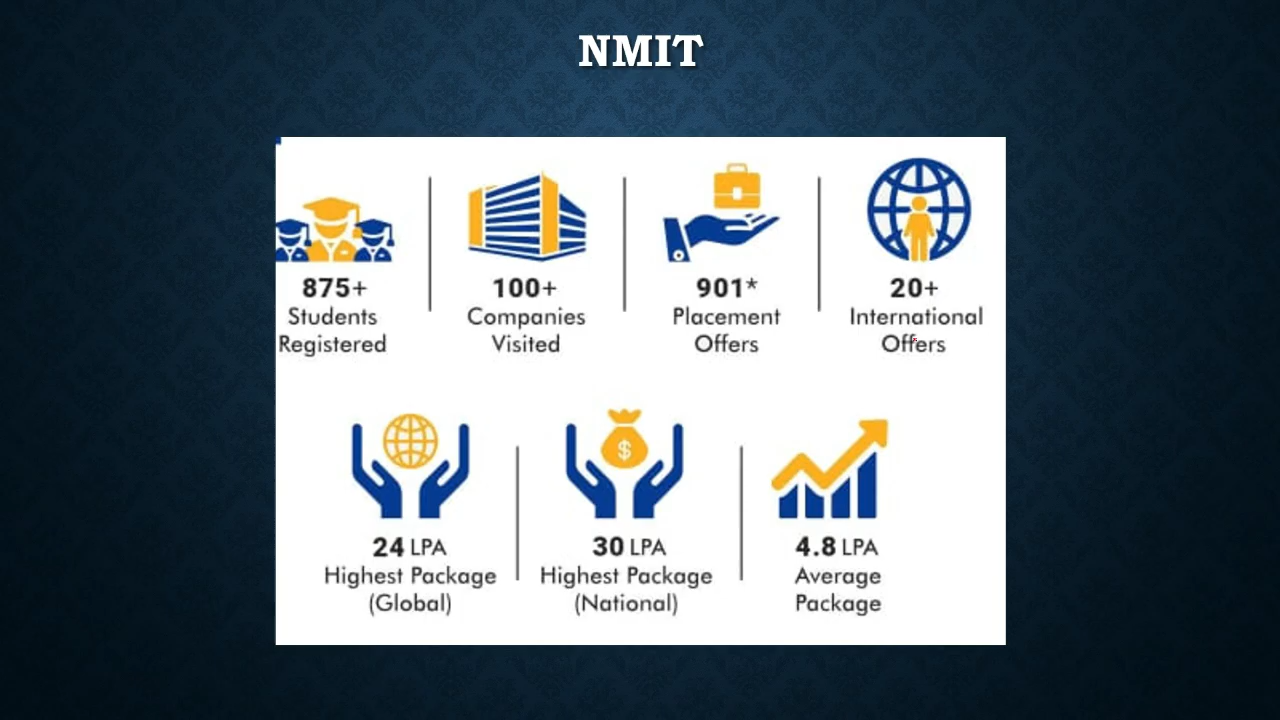 NMIT
875+
Students
Registered
100+
Companies
Visited
901*
Placement
Offers
20+
International
Offers
$
24 LPA
Highest Package
(Global)
30 LPA
Highest Package
(National)
4.8 LPA
Average
Package